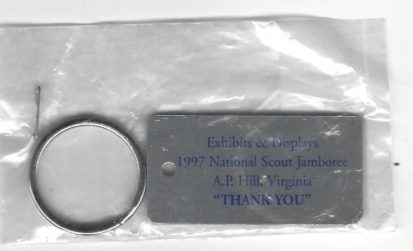 Exhibits & Displays
1997 National Scout Jamboree
A.P. Hill, Virginia
“THANK YOU”